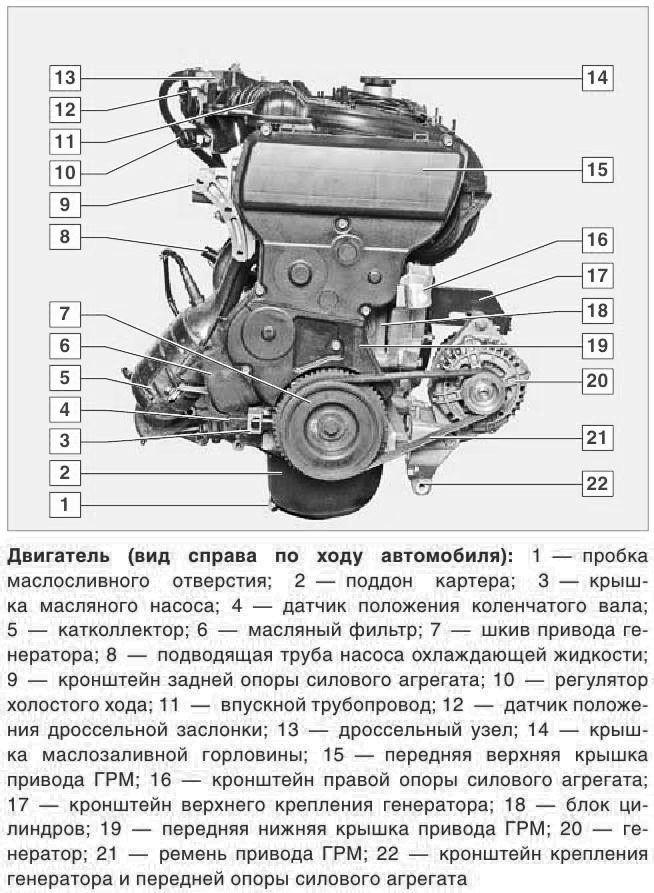 13
12
11
10
9
8
7
6
5
4
3
2
1
14
15
16
17
18
19
20
21
22
Двигатель (вид справа по ходу автомобиля): 1 — пробка
маслосливного отверстия; 2 — поддон картера; 3 — крыш-
ка масляного насоса; 4 — датчик положения коленчатого вала;
5 — катколлектор; 6 — масляный фильтр; 7 — шкив привода ге-
нератора; 8 — подводящая труба насоса охлаждающей жидкости;
9 — кронштейн задней опоры силового агрегата; 10 — регулятор
холостого хода; 11 — впускной трубопровод; 12 — датчик положе-
ния дроссельной заслонки; 13 — дроссельный узел; 14 — крыш-
ка маслозаливной горловины; 15 — передняя верхняя крышка
привода ГРМ; 16 — кронштейн правой опоры силового агрегата;
17 — кронштейн верхнего крепления генератора; 18 — блок ци-
линдров; 19 — передняя нижняя крышка привода ГРМ; 20 — ге-
нератор; 21 — ремень привода ГРМ; 22 — кронштейн крепления
генератора и передней опоры силового агрегата